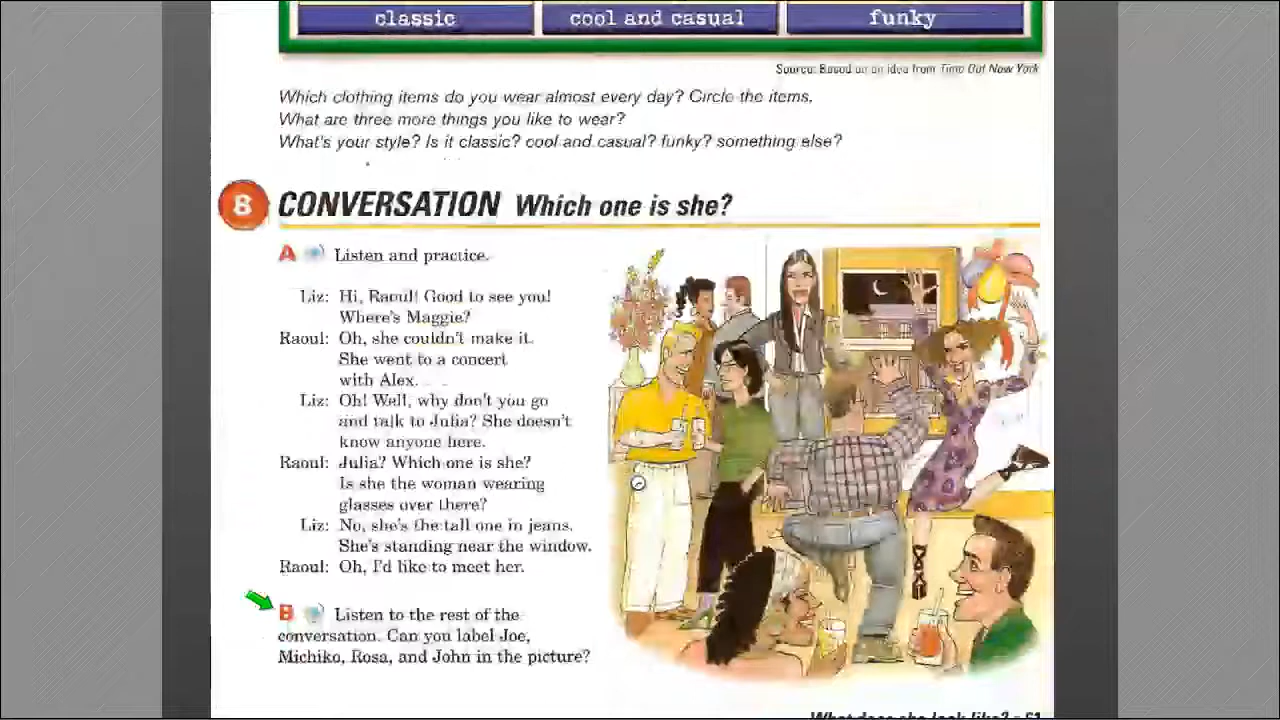 classic
cool and casual
funky
Source: Based on an idea from Time Out New York
Which clothing items do you wear almost every day? Circle the items.
What are three more things you like to wear?
What's your style? Is it classic? cool and casual? funky? something else?
8 CONVERSATION Which one is she?
A Listen and practice.
Liz: Hi, Raoul! Good to see you!
Where's Maggie?
Raoul: Oh, she couldn't make it.
She went to a concert
with Alex.
Liz: Oh! Well, why don't you go
and talk to Julia? She doesn't
know anyone here.
Raoul: Julia? Which one is she?
Is she the woman wearing
glasses over there?
Liz: No, she's the tall one in jeans.
She's standing near the window.
Raoul: Oh, I'd like to meet her.
B Listen to the rest of the
conversation. Can you label Joe,
Michiko, Rosa, and John in the picture?
What does she look like? • 61